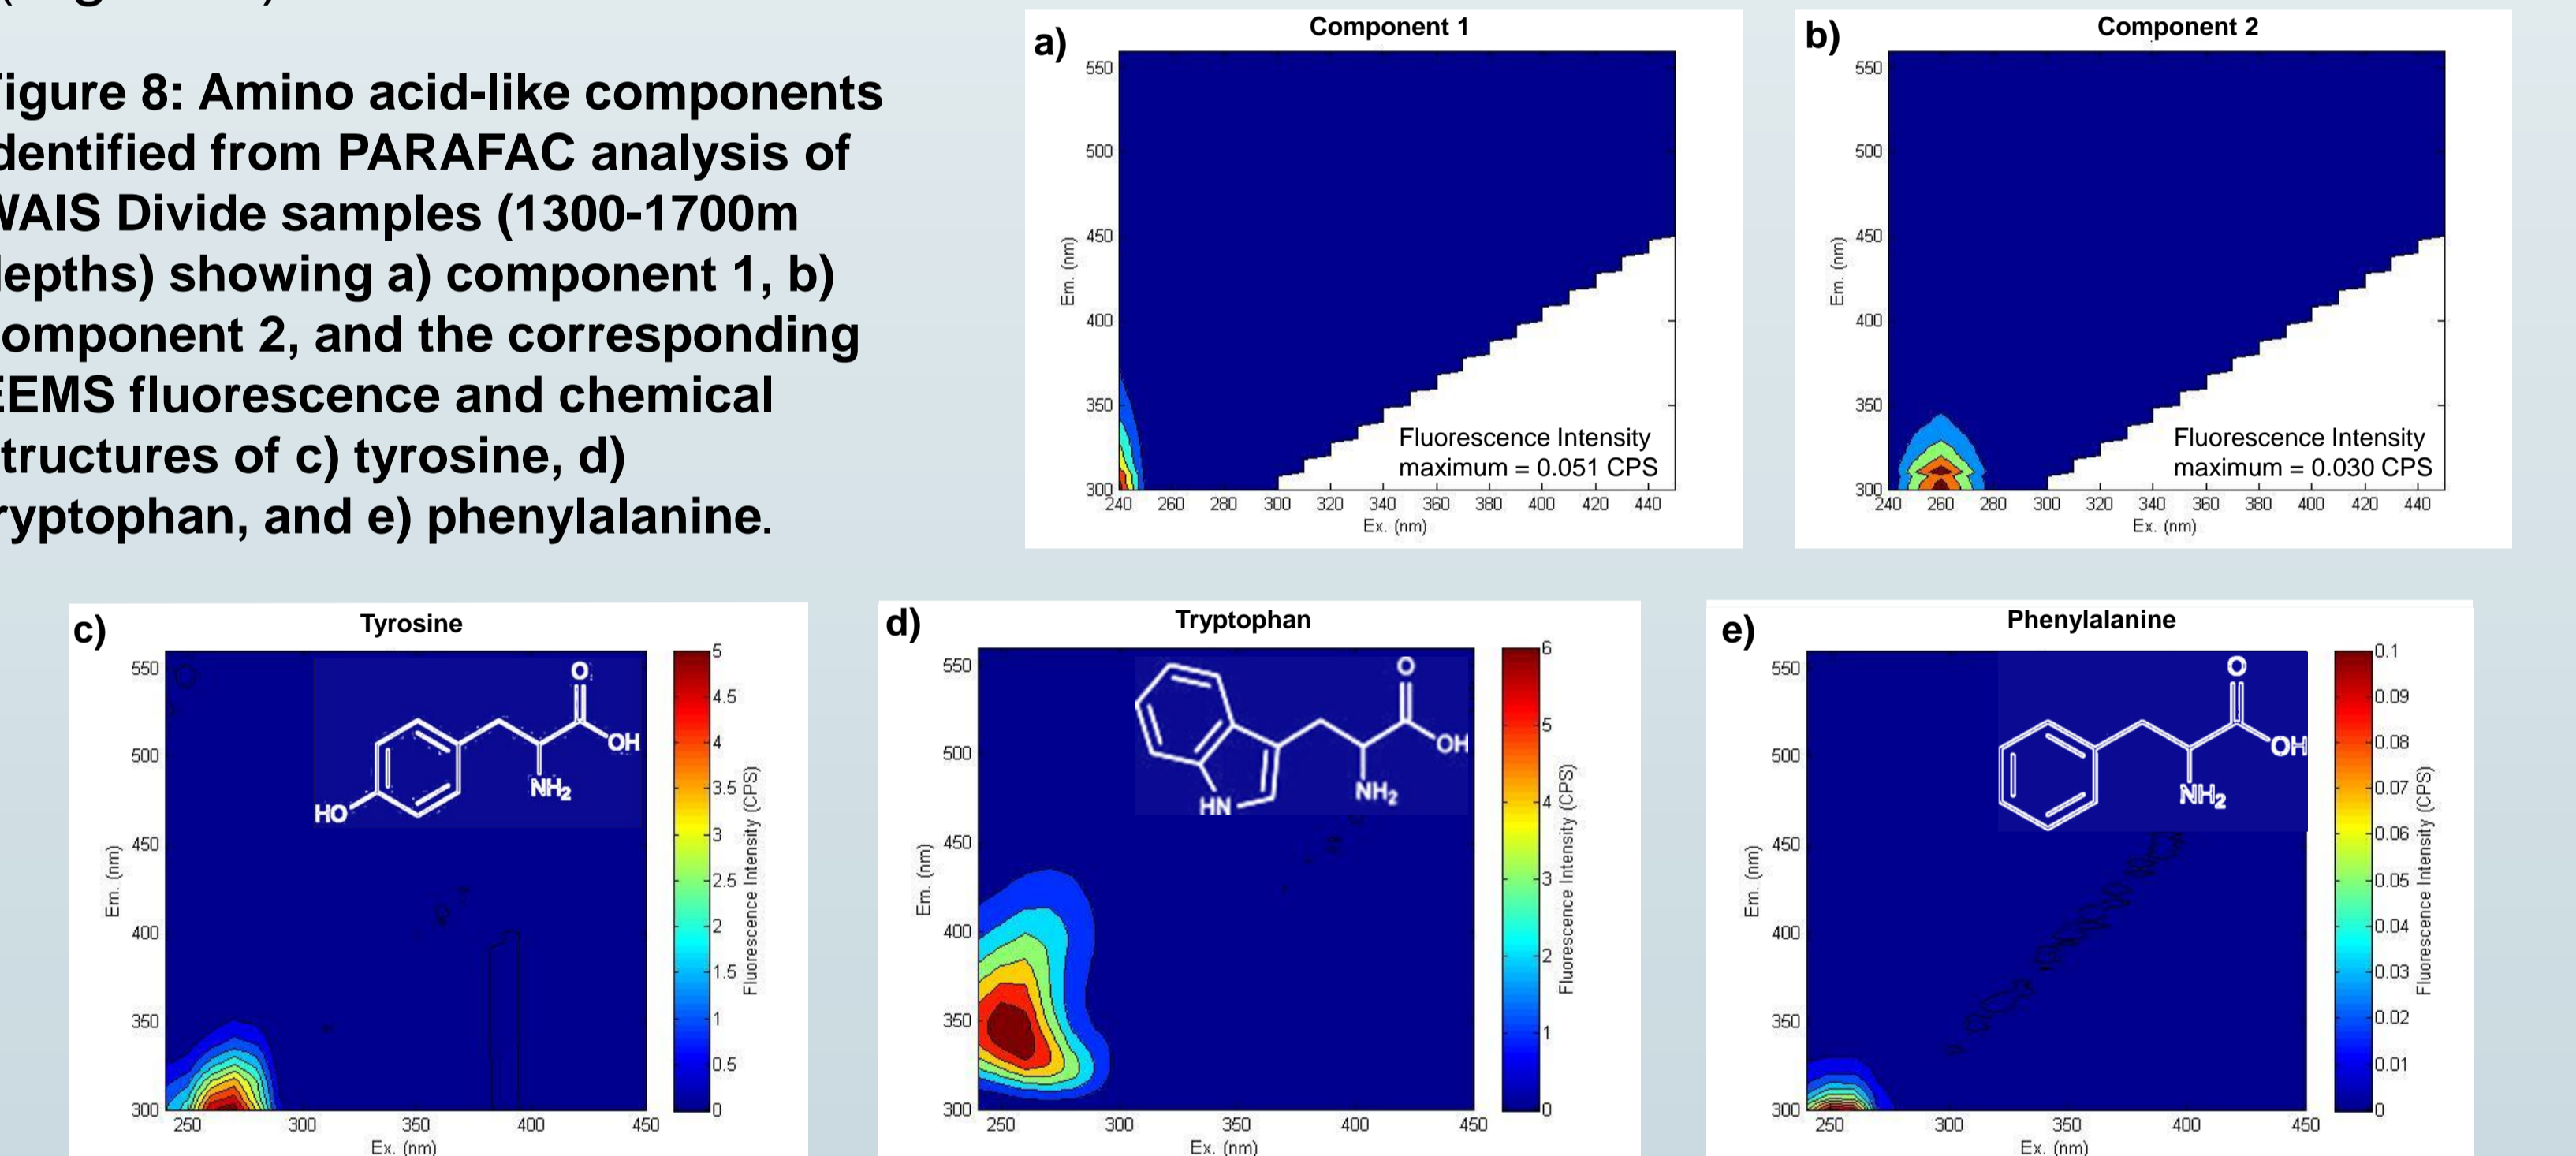 igure 8: Amino acid-like components
dentified from PARAFAC analysis of
WAIS Divide samples (1300-1700m
depths) showing a) component 1, b)
omponent 2, and the corresponding
EEMS fluorescence and chemical
tructures of c) tyrosine, d)
ryptophan, and e) phenylalanine.
a)
Component 1
550
500
450
400
350
300
Em. (nm)
240 260 280 300 320 340 360 380 400 420 440
Ex. (nm)
Fluorescence Intensity
maximum = 0.051 CPS
b)
Component 2
550
500
450
400
350
300
Em. (nm)
240 260 280 300 320 340 360 380 400 420 440
Ex. (nm)
Fluorescence Intensity
maximum = 0.030 CPS
c)
Tyrosine
550
500
450
400
350
300
Em. (nm)
250 300 350 400 450
Ex. (nm)
O
OH
NH2
HO
5
4.5
4
3.5
3
2.5
2
1.5
1
0.5
0
Fluorescence Intensity (CPS)
d)
Tryptophan
550
500
450
400
350
300
Em. (nm)
250 300 350 400 450
Ex. (nm)
O
OH
NH2
HN
6
5
4
3
2
1
0
Fluorescence Intensity (CPS)
e)
Phenylalanine
550
500
450
400
350
300
Em. (nm)
250 300 350 400 450
Ex. (nm)
O
OH
NH2
0.1
0.09
0.08
0.07
0.06
0.05
0.04
0.03
0.02
0.01
0
Fluorescence Intensity (CPS)